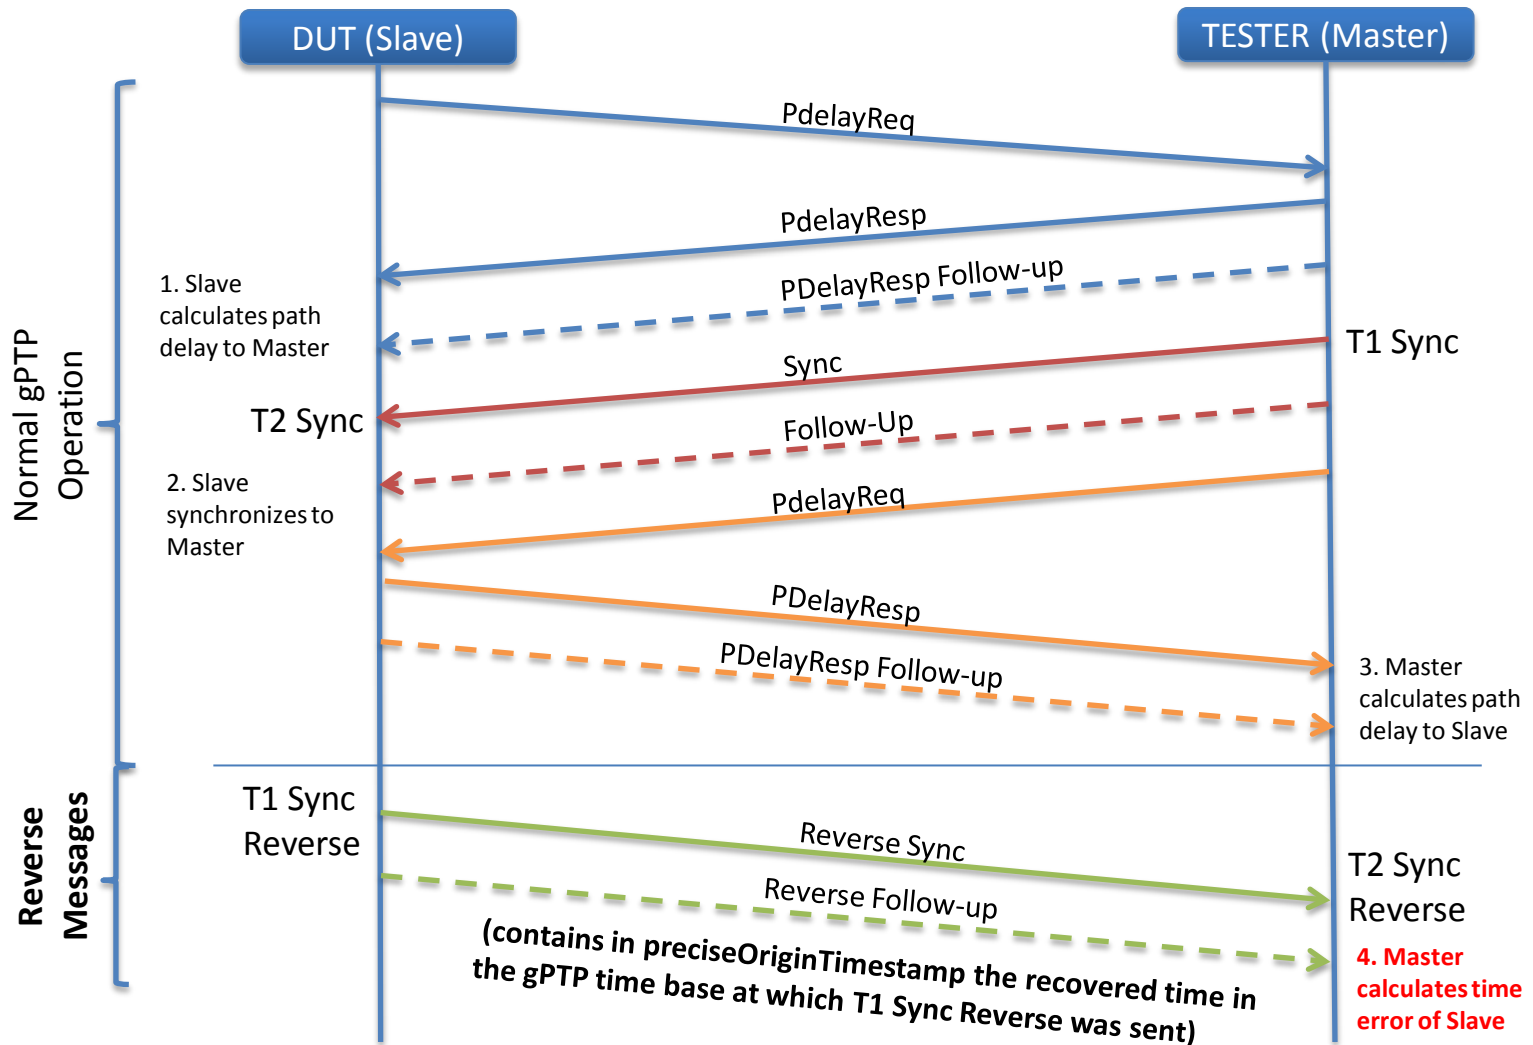 DUT (Slave)
TESTER (Master)
PdelayReq
PdelayResp
PDelayResp Follow-up
1. Slave
calculates path
delay to Master
T1 Sync
Sync
T2 Sync
Follow-Up
Normal gPTP
Operation
2. Slave
synchronizes to
Master
PdelayReq
PDelayResp
PDelayResp Follow-up
3. Master
calculates path
delay to Slave
Reverse
Messages
T1 Sync
Reverse
Reverse Sync
T2 Sync
Reverse
Reverse Follow-up
(contains in preciseOriginTimestamp the recovered time in
the gPTP time base at which T1 Sync Reverse was sent)
4. Master
calculates time
error of Slave